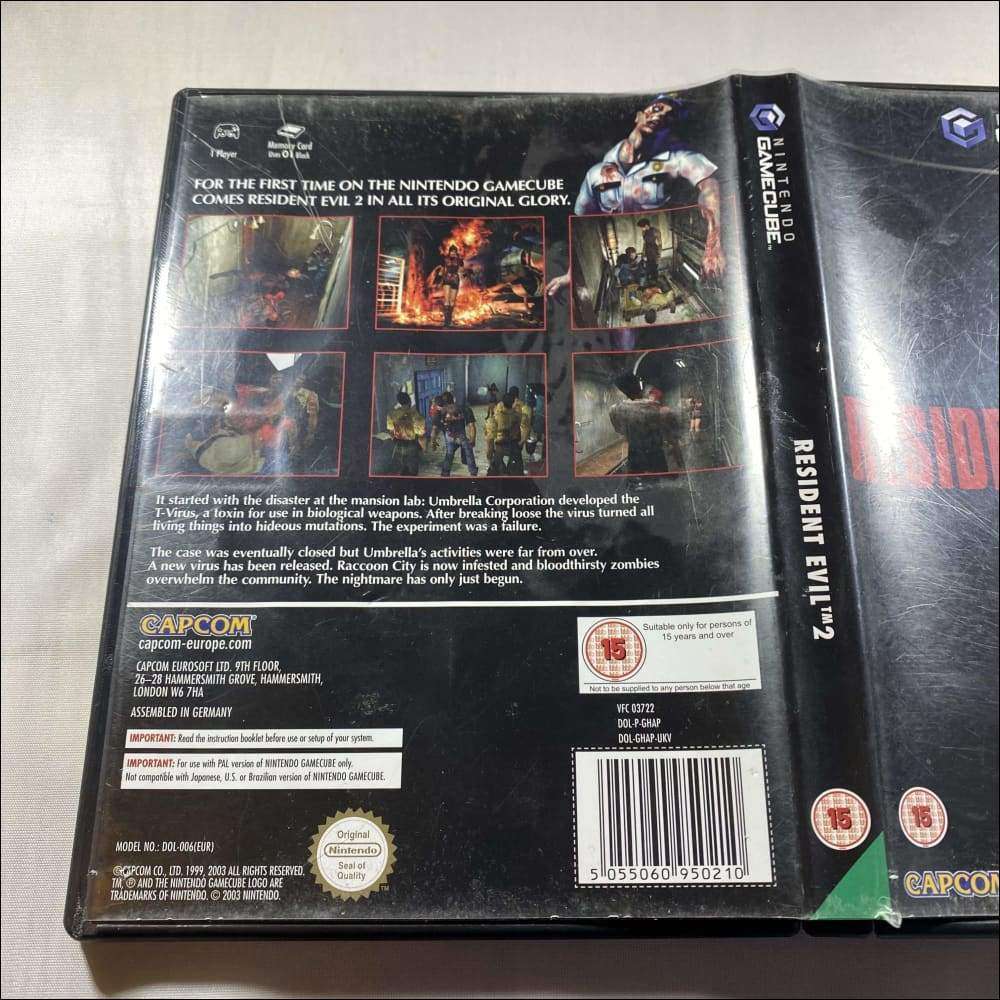 1 Player
Memory Card
Uses 01 Block
FOR THE FIRST TIME ON THE NINTENDO GAMECUBE
COMES RESIDENT EVIL 2 IN ALL ITS ORIGINAL GLORY.
It started with the disaster at the mansion lab: Umbrella Corporation developed the
T-Virus, a toxin for use in biological weapons. After breaking loose the virus turned all
living things into hideous mutations. The experiment was a failure.
The case was eventually closed but Umbrella's activities were far from over.
A new virus has been released. Raccoon City is now infested and bloodthirsty zombies
overwhelm the community. The nightmare has only just begun.
CAPCOM
capcom-europe.com
CAPCOM EUROSOFT LTD. 9TH FLOOR,
26–28 HAMMERSMITH GROVE, HAMMERSMITH,
LONDON W6 7HA
ASSEMBLED IN GERMANY
IMPORTANT: Read the instruction booklet before use or setup of your system.
IMPORTANT: For use with PAL version of NINTENDO GAMECUBE only.
Not compatible with Japanese, U.S. or Brazilian version of NINTENDO GAMECUBE.
MODEL NO.: DOL-006(EUR)
©CAPCOM CO., LTD. 1999, 2003 ALL RIGHTS RESERVED.
TM, ® AND THE NINTENDO GAMECUBE LOGO ARE
TRADEMARKS OF NINTENDO. © 2003 NINTENDO.
Original
Nintendo
Seal of
Quality
15
Suitable only for persons of
15 years and over
Not to be supplied to any person below that age
VFC 03722
DOL-P-GHAP
DOL-GHAP-UKV
5 055060 950210
NINTENDO
GAMECUBE™
RESIDENT EVIL™ 2
15
RESIDE
15
CAPCOM